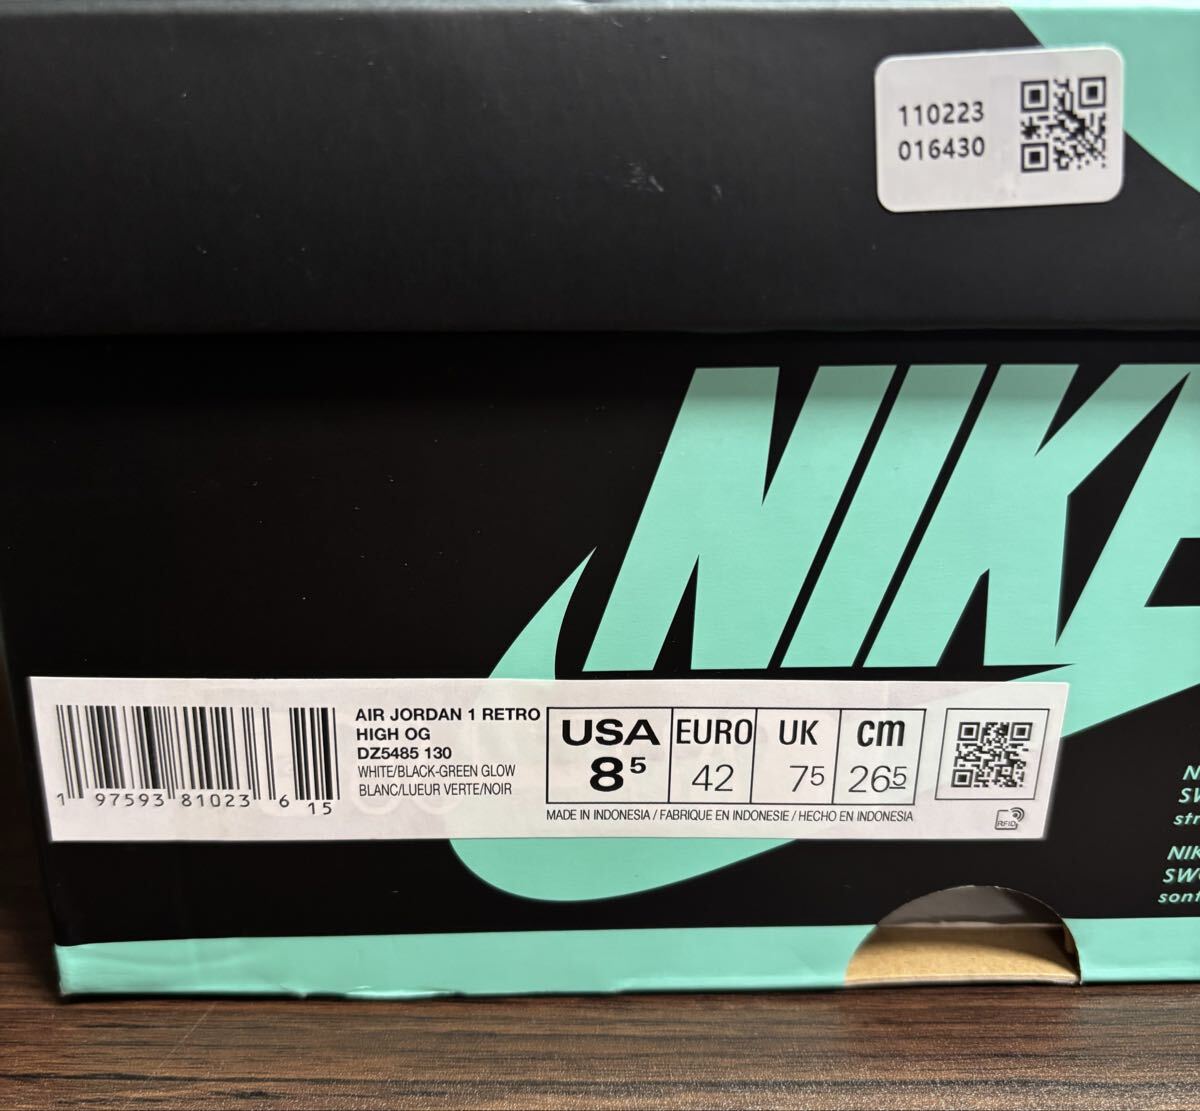 110223
016430
NIKE
AIR JORDAN 1 RETRO
HIGH OG
DZ5485 130
WHITE/BLACK-GREEN GLOW
BLANC/LUEUR VERTE/NOIR
1 97593 81023 6 15
USA EURO UK cm
8 5 42 75 265
MADE IN INDONESIA / FABRIQUE EN INDONESIE / HECHO EN INDONESIA
RFID